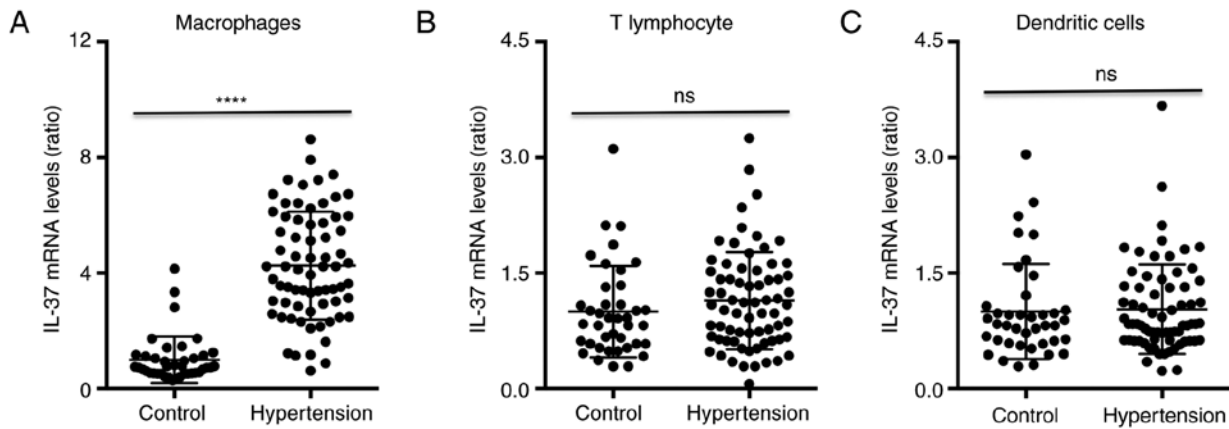 A
Macrophages
IL-37 mRNA levels (ratio)
12
8
4
0
****
Control
Hypertension
B
T lymphocyte
IL-37 mRNA levels (ratio)
4.5
3.0
1.5
0.0
ns
Control
Hypertension
C
Dendritic cells
IL-37 mRNA levels (ratio)
4.5
3.0
1.5
0.0
ns
Control
Hypertension